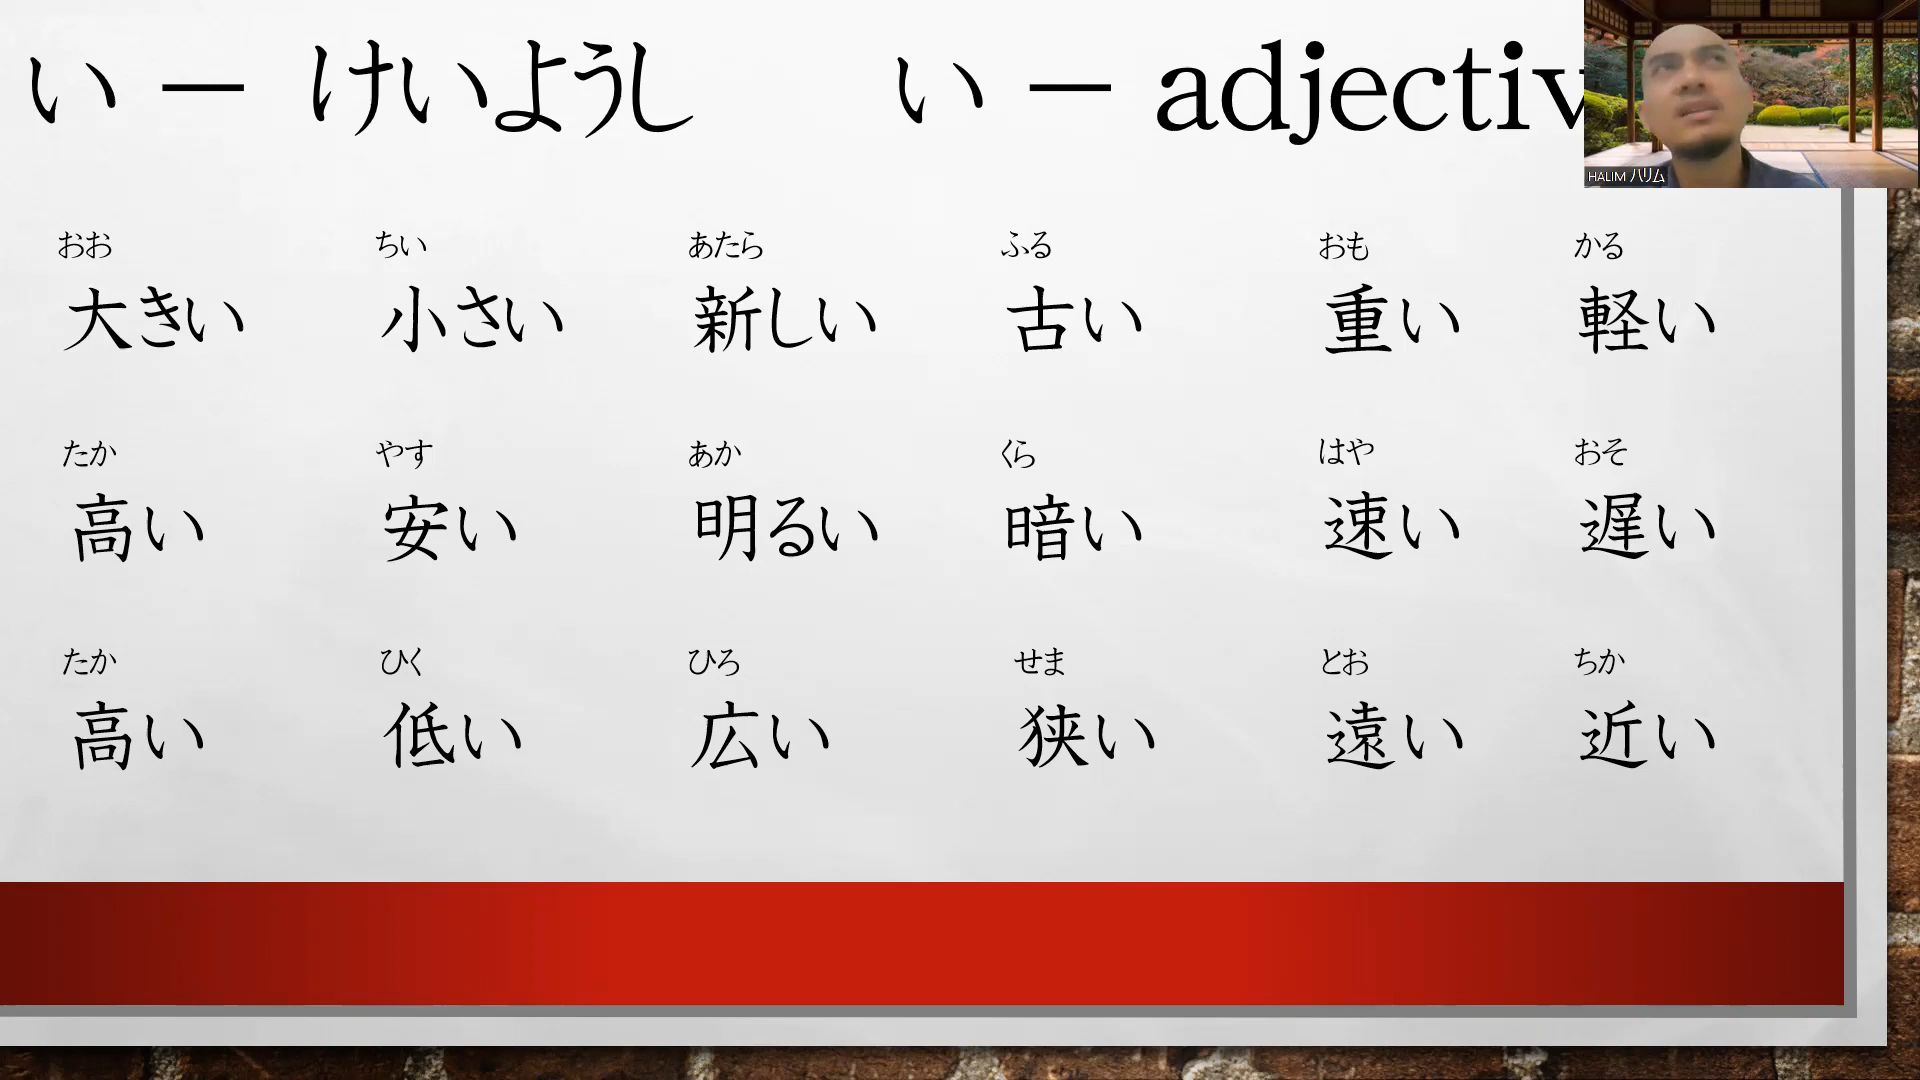 い － けいようし い － adjectiv
HALIM ハリム
おお ちい あたら ふる おも かる
大きい 小さい 新しい 古い 重い 軽い
たか やす あか くら はや おそ
高い 安い 明るい 暗い 速い 遅い
たか ひく ひろ せま とお ちか
高い 低い 広い 狭い 遠い 近い